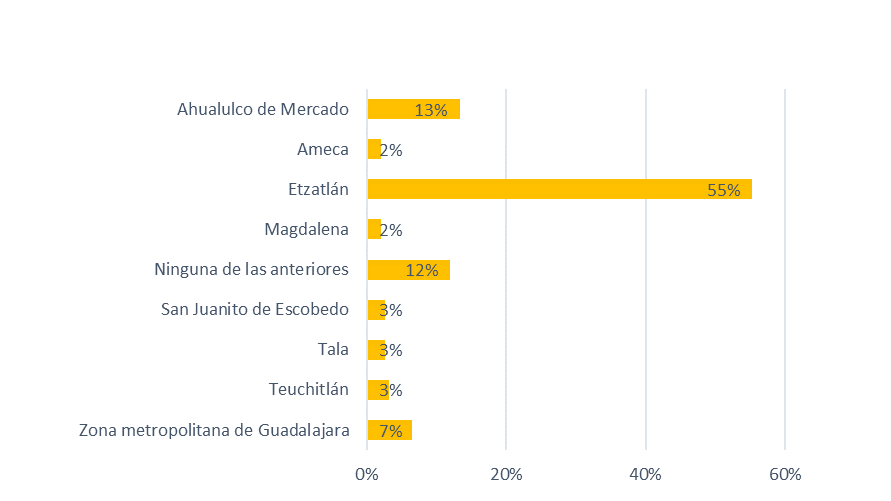 Ahualulco de Mercado 13%
Ameca 2%
Etzatlán 55%
Magdalena 2%
Ninguna de las anteriores 12%
San Juanito de Escobedo 3%
Tala 3%
Teuchitlán 3%
Zona metropolitana de Guadalajara 7%
0% 20% 40% 60%